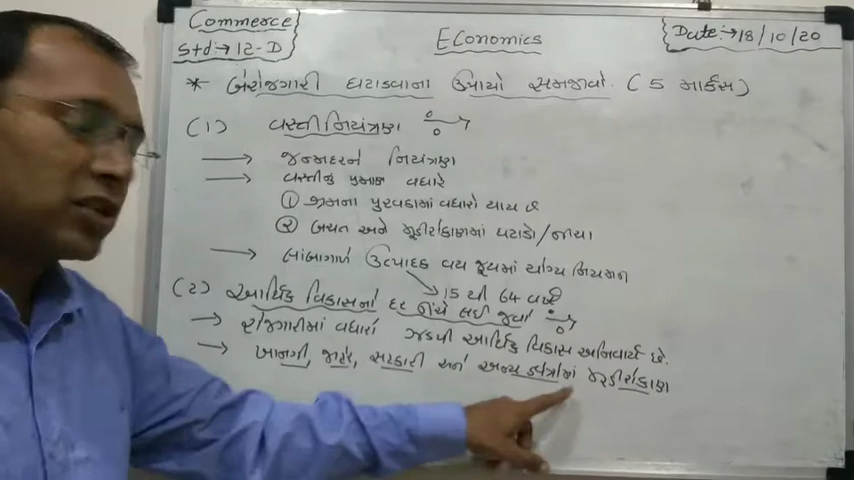 Commerce
Std:→ 12-D
Economics
Date:→18/10/20
* બેરોજગારી ઘટાડવાના ઉપાયો સમજાવો. (5 માર્કસ)
(1) વસ્તીનિયંત્રણ
→ જન્મદરનું નિયંત્રણ
→ વસ્તીનું પ્રમાણ વધારે
① શ્રમના પુરવઠામાં વધારો થાય છે
② બચત અને મૂડીરોકાણમાં ઘટાડો/નીચા
→ લાંબાગાળે ઉત્પાદક વય જૂથમાં યોગ્ય નિયમન
→ 15 થી 64 વર્ષ
(2) આર્થિક વિકાસનો દર ઊંચો લઈ જવો
→ રોજગારીમાં વધારો ઝડપી આર્થિક વિકાસ અનિવાર્ય છે.
→ ખાનગી, જાહેર, સરકારી અને અન્ય ક્ષેત્રોમાં મૂડીરોકાણ